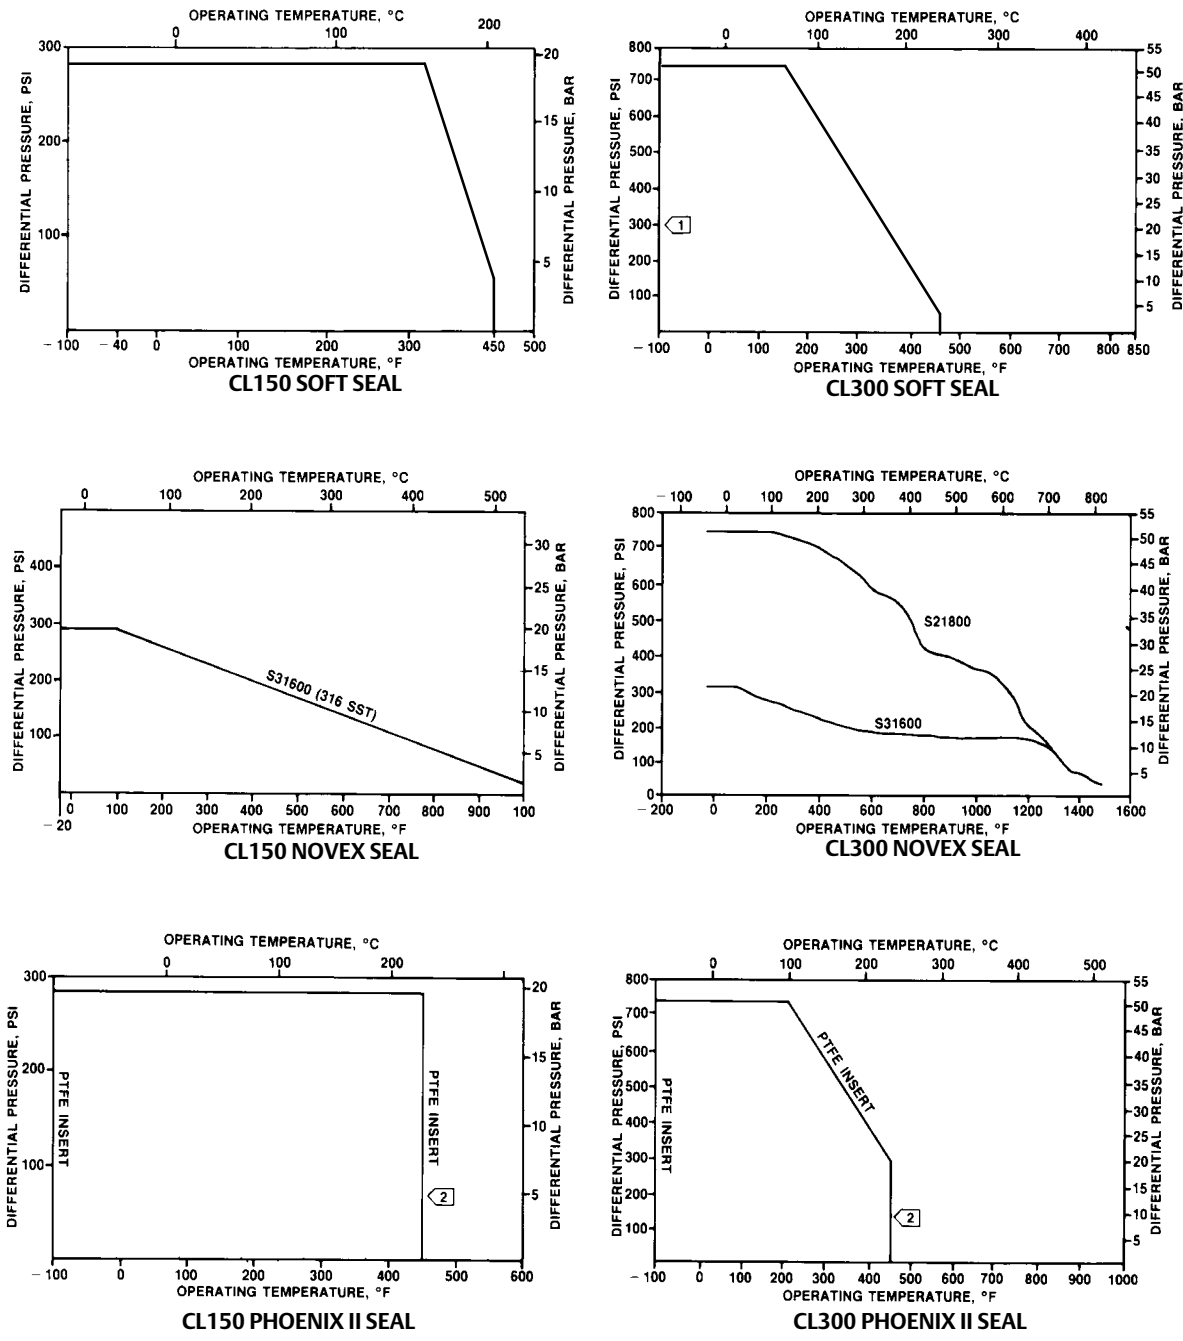 OPERATING TEMPERATURE, °C
0 100 200
300 200 100
DIFFERENTIAL PRESSURE, PSI
20 15 10 5
DIFFERENTIAL PRESSURE, BAR
– 100 – 40 0 100 200 300 450 500
OPERATING TEMPERATURE, °F
CL150 SOFT SEAL
OPERATING TEMPERATURE, °C
0 100 200 300 400
800 700 600 500 400 300 200 100
DIFFERENTIAL PRESSURE, PSI
1
55 50 45 40 35 30 25 20 15 10 5
DIFFERENTIAL PRESSURE, BAR
– 100 0 100 200 300 400 500 600 700 800 850
OPERATING TEMPERATURE, °F
CL300 SOFT SEAL
OPERATING TEMPERATURE, °C
0 100 200 300 400 500
400 300 200 100
DIFFERENTIAL PRESSURE, PSI
S31600 (316 SST)
30 25 20 15 10 5
DIFFERENTIAL PRESSURE, BAR
– 20 0 100 200 300 400 500 600 700 800 900 100
OPERATING TEMPERATURE, °F
CL150 NOVEX SEAL
OPERATING TEMPERATURE, °C
– 100 0 100 200 300 400 500 600 700 800
800 700 600 500 400 300 200 100 0
DIFFERENTIAL PRESSURE, PSI
S21800
S31600
55 50 45 40 35 30 25 20 15 10 5
DIFFERENTIAL PRESSURE, BAR
– 200 0 200 400 600 800 1000 1200 1400 1600
OPERATING TEMPERATURE, °F
CL300 NOVEX SEAL
OPERATING TEMPERATURE, °C
0 100 200
300 200 100
DIFFERENTIAL PRESSURE, PSI
PTFE INSERT
PTFE INSERT
2
20 15 10 5
DIFFERENTIAL PRESSURE, BAR
– 100 0 100 200 300 400 500 600
OPERATING TEMPERATURE, °F
CL150 PHOENIX II SEAL
OPERATING TEMPERATURE, °C
0 100 200 300 400 500
800 700 600 500 400 300 200 100
DIFFERENTIAL PRESSURE, PSI
PTFE INSERT
PTFE INSERT
2
55 50 45 40 35 30 25 20 15 10 5
DIFFERENTIAL PRESSURE, BAR
– 100 0 100 200 300 400 500 600 700 800 900 1000
OPERATING TEMPERATURE, °F
CL300 PHOENIX II SEAL